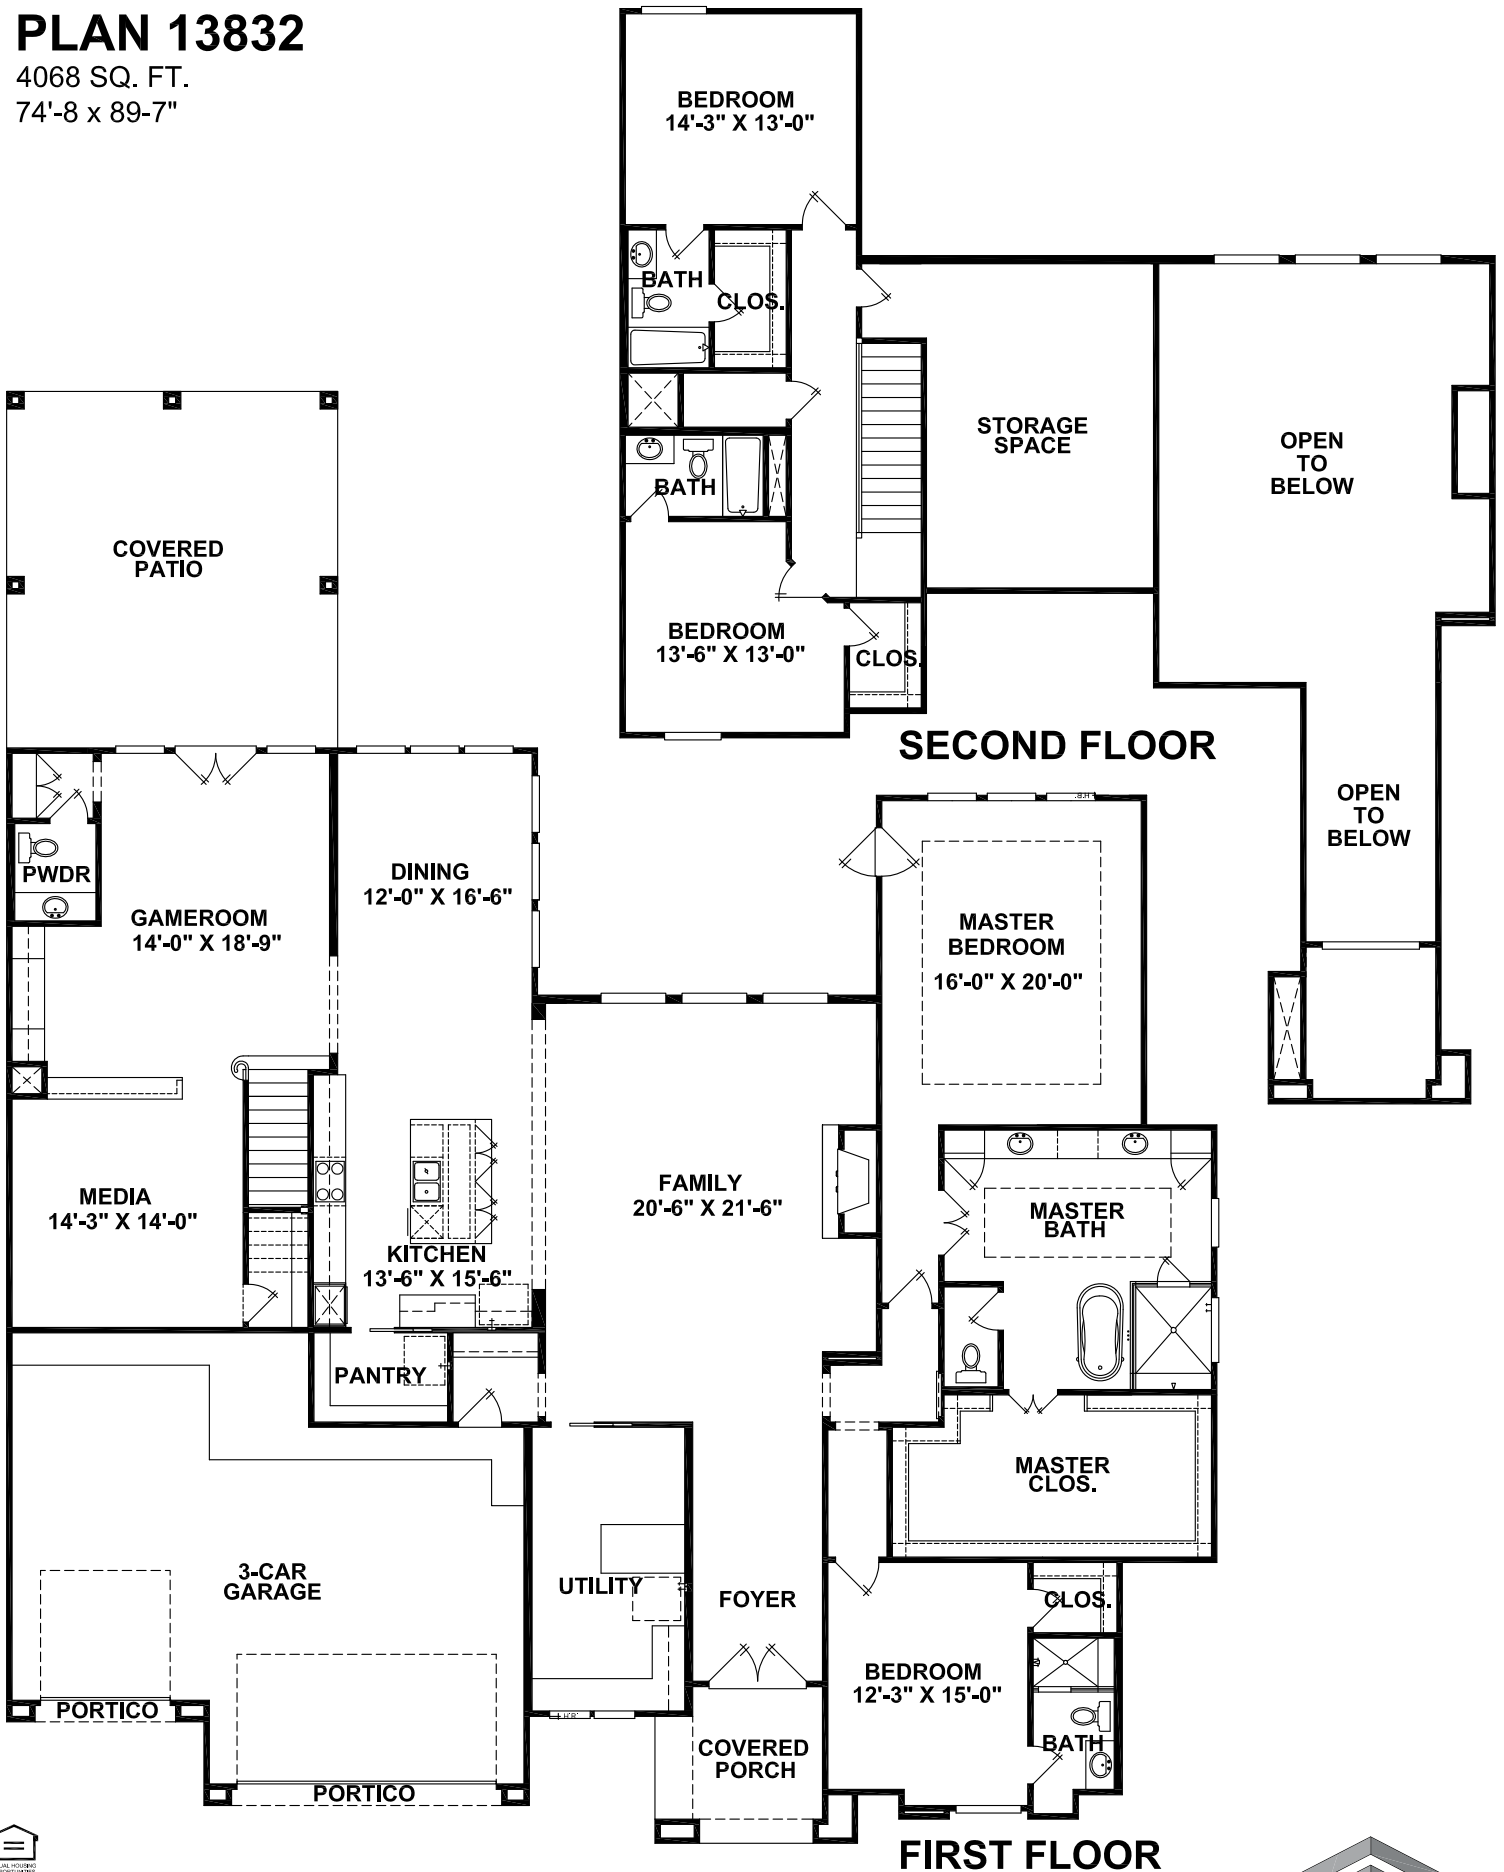 PLAN 13832
4068 SQ. FT.
74'-8 x 89-7"
BEDROOM
14'-3" X 13'-0"
BATH
CLOS.
STORAGE
SPACE
OPEN
TO
BELOW
BATH
BEDROOM
13'-6" X 13'-0"
CLOS.
SECOND FLOOR
OPEN
TO
BELOW
COVERED
PATIO
PWDR
GAMEROOM
14'-0" X 18'-9"
DINING
12'-0" X 16'-6"
MASTER
BEDROOM
16'-0" X 20'-0"
MEDIA
14'-3" X 14'-0"
KITCHEN
13'-6" X 15'-6"
FAMILY
20'-6" X 21'-6"
MASTER
BATH
PANTRY
MASTER
CLOS.
3-CAR
GARAGE
UTILITY
FOYER
CLOS.
BEDROOM
12'-3" X 15'-0"
BATH
PORTICO
PORTICO
H.B.
COVERED
PORCH
FIRST FLOOR